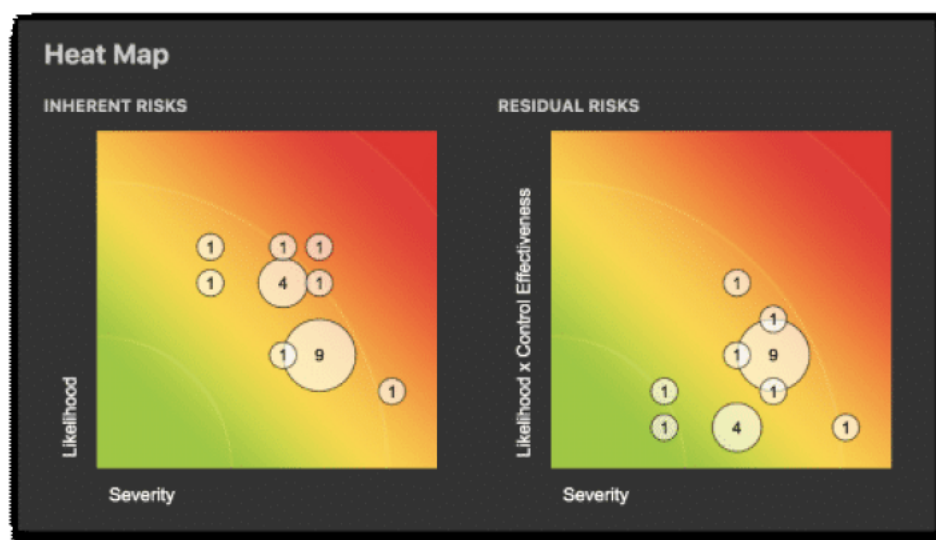 Heat Map
INHERENT RISKS
Likelihood
1
1
1
1
4
1
1
9
1
Severity
RESIDUAL RISKS
Likelihood x Control Effectiveness
1
1
1
9
1
1
1
4
1
Severity